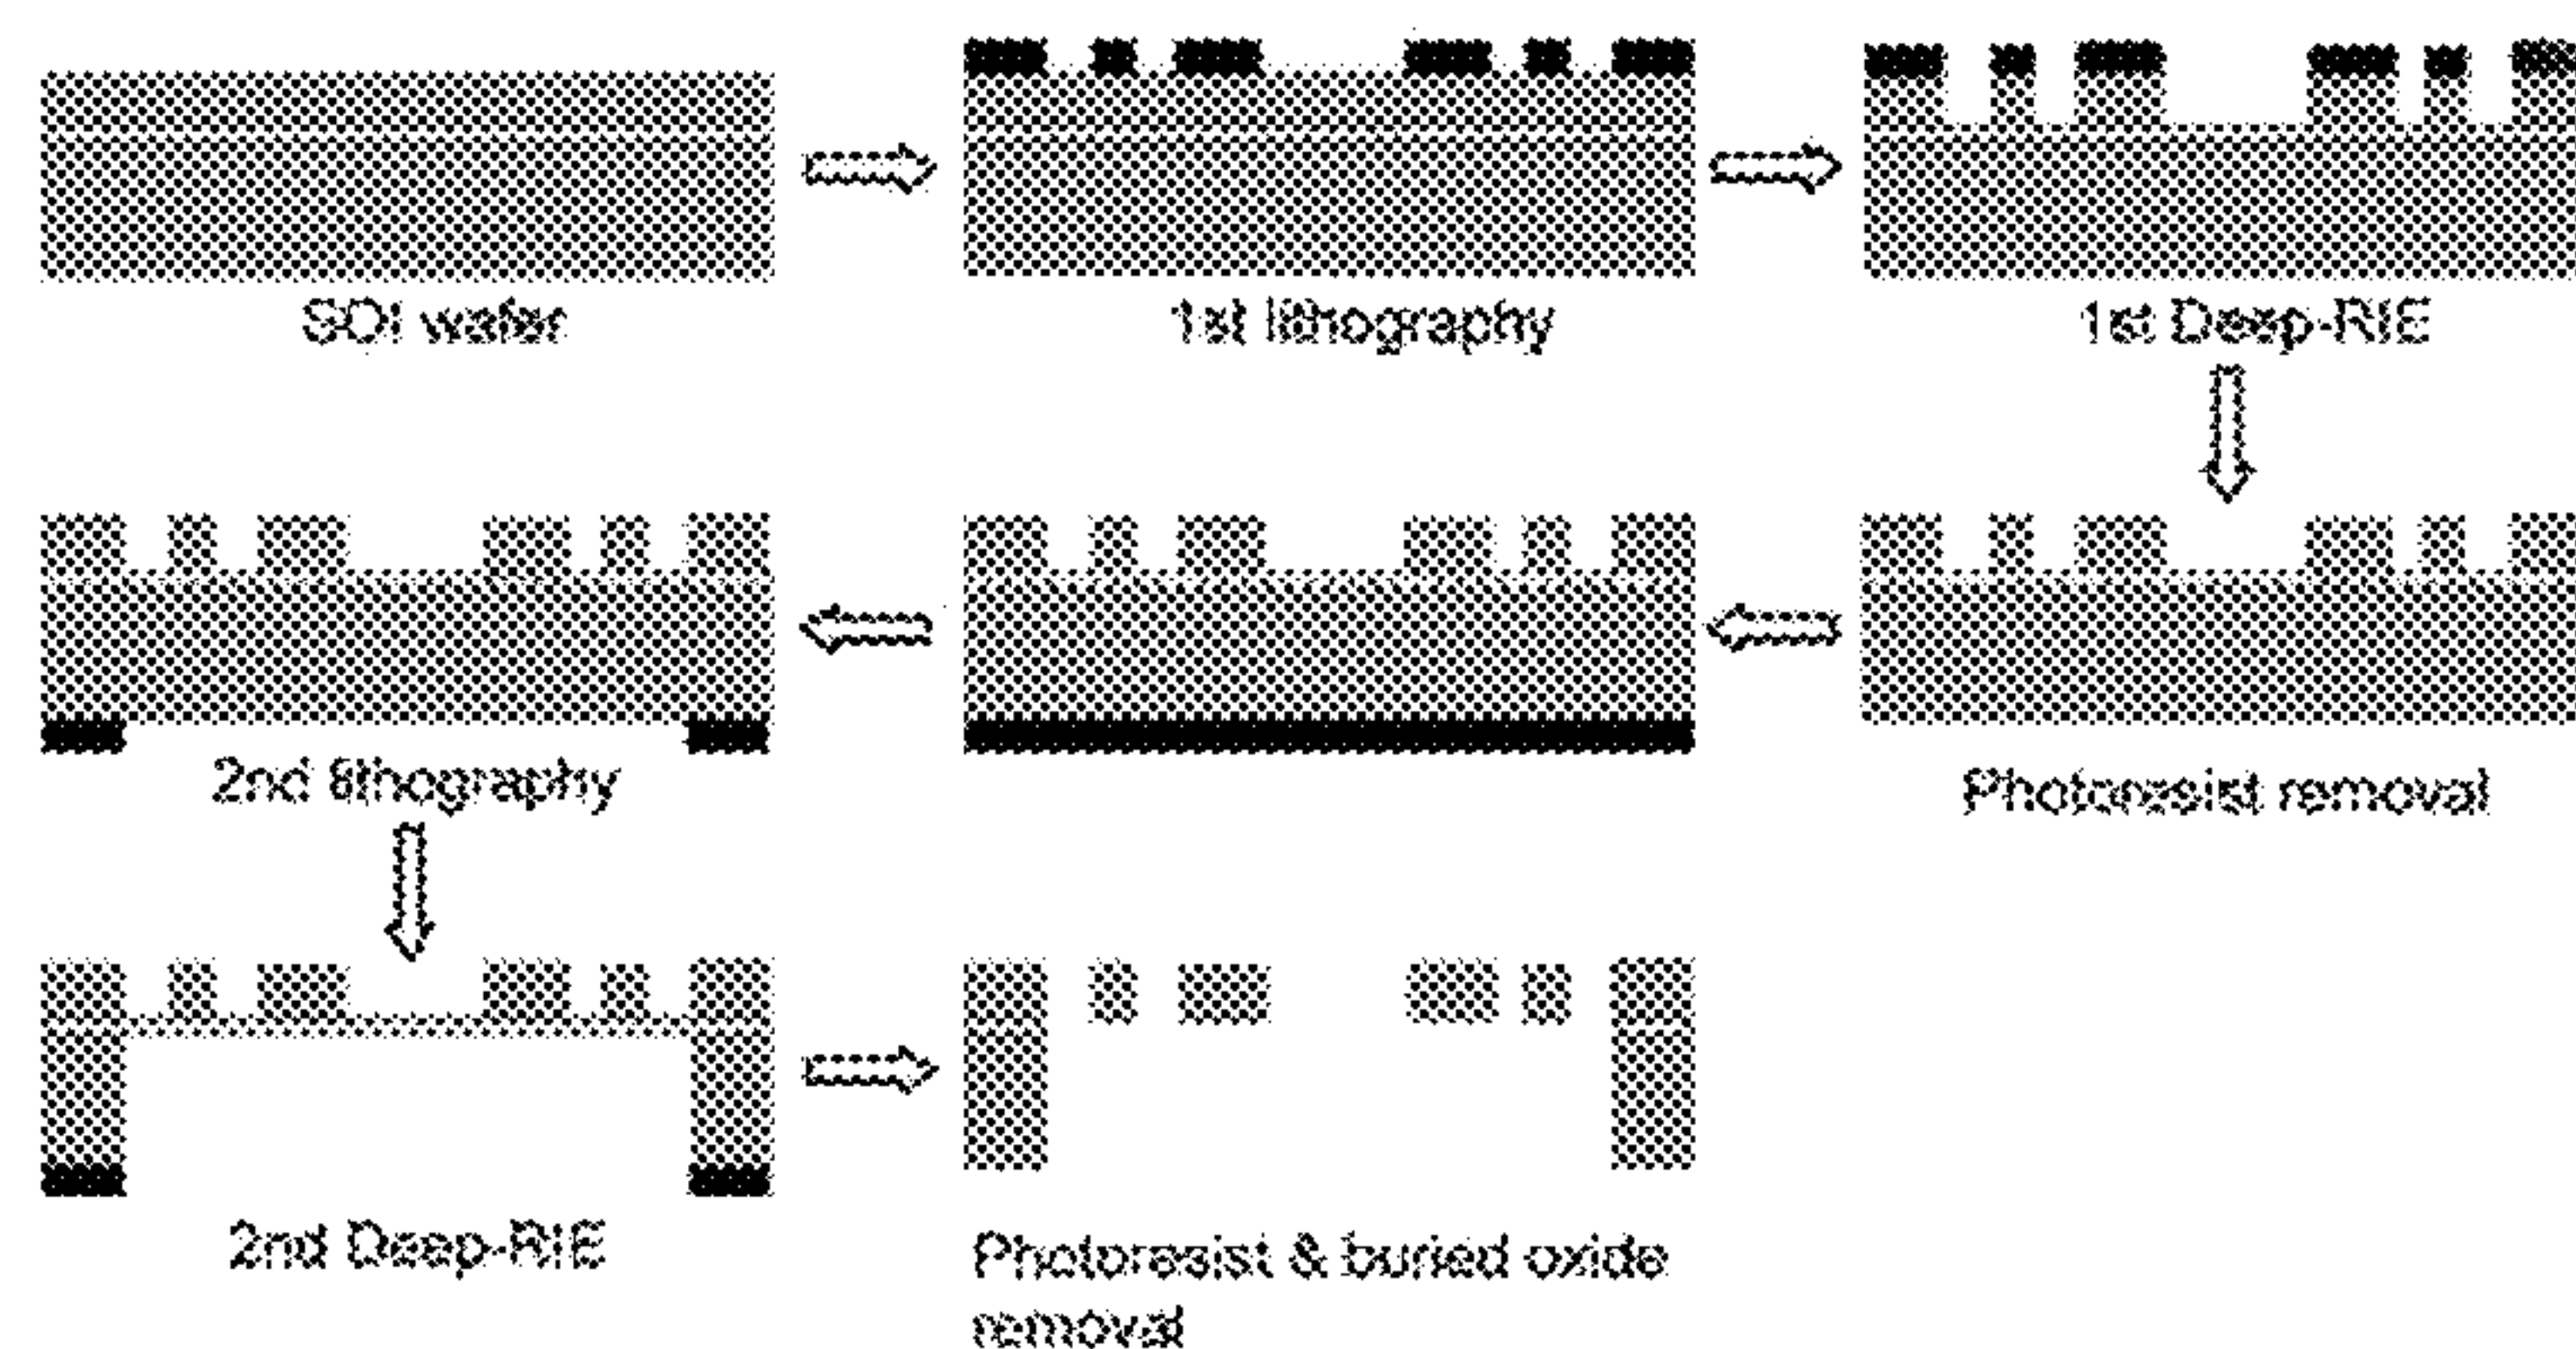 SOI wafer
1st lithography
1st Deep-RIE
2nd lithography
Photoresist removal
2nd Deep-RIE
Photoresist & buried oxide
removal